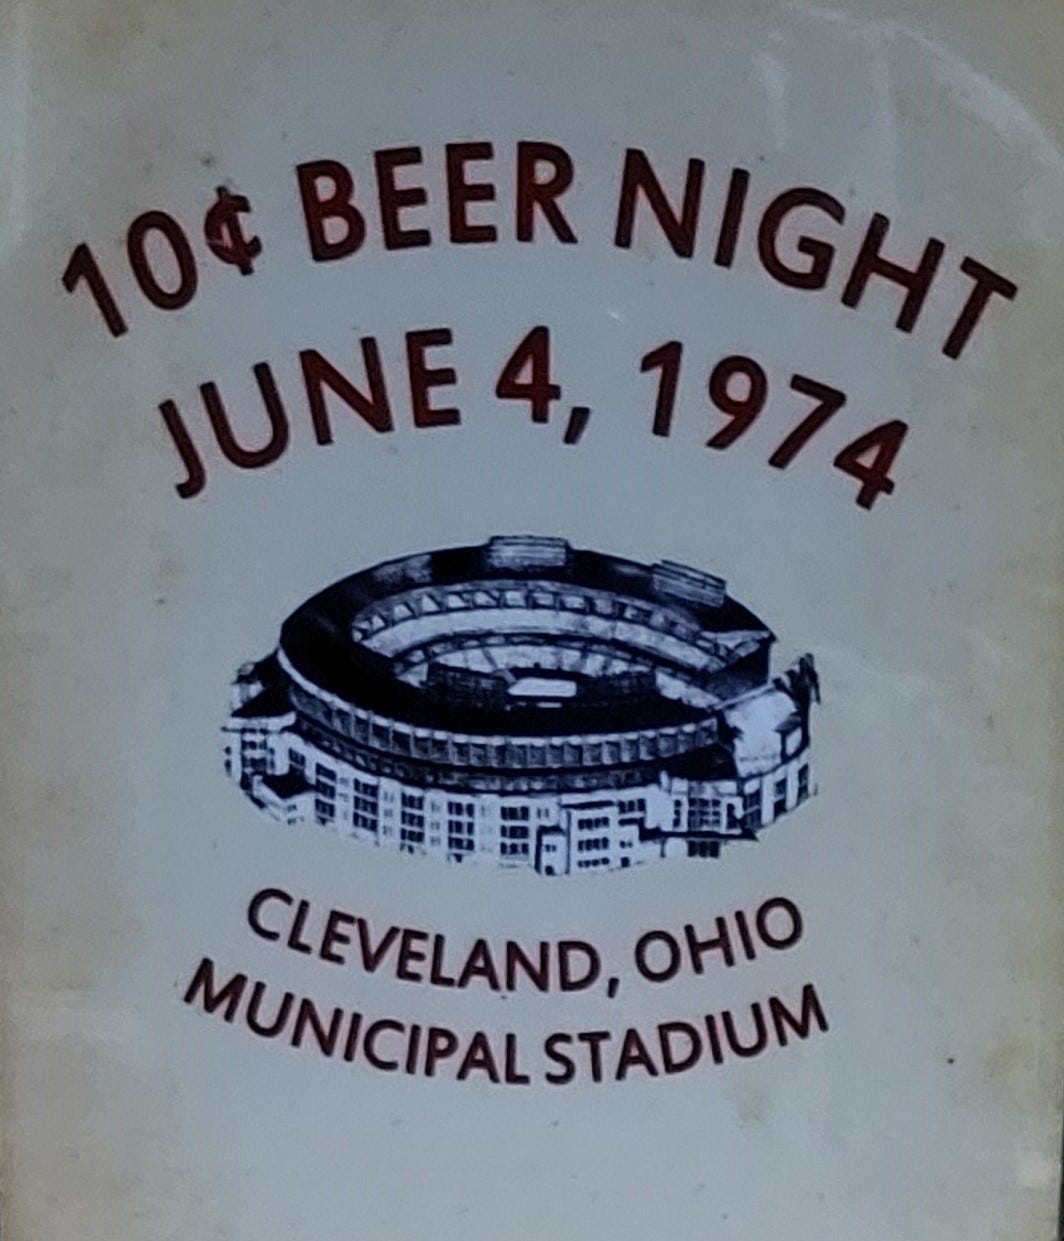 10¢ BEER NIGHT
JUNE 4, 1974
CLEVELAND, OHIO
MUNICIPAL STADIUM